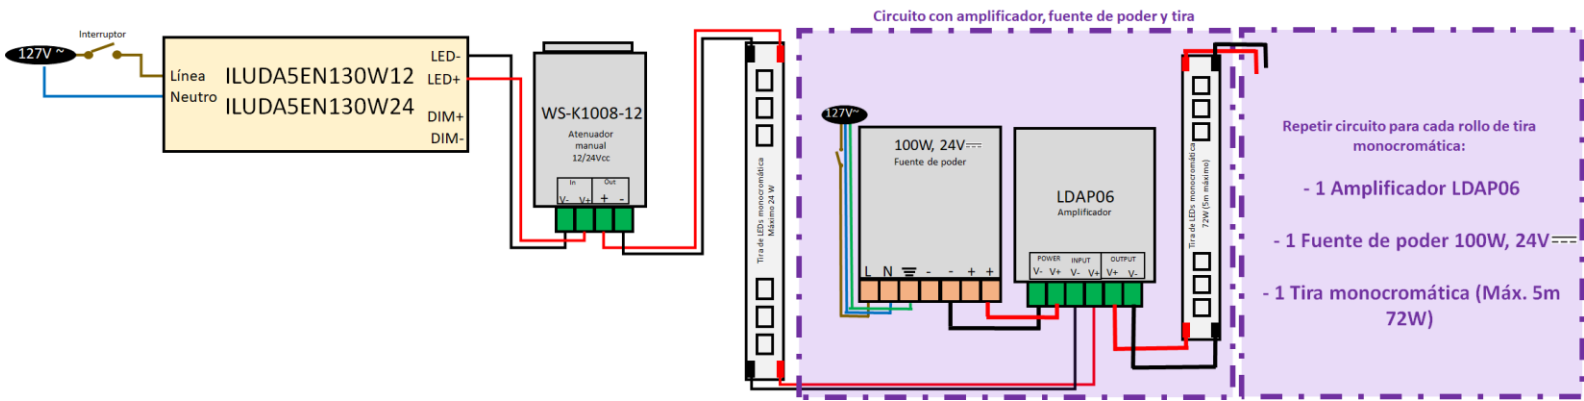 Circuito con amplificador, fuente de poder y tira
Interruptor
127V ~
Línea
Neutro
ILUDA5EN130W12
ILUDA5EN130W24
LED-
LED+
DIM+
DIM-
WS-K1008-12
Atenuador
manual
12/24Vcc
In
Out
V-
V+
+
-
Tira de LEDs monocromática
Máximo 24 W
127V~
100W, 24V
Fuente de poder
L N - - + +
LDAP06
Amplificador
POWER INPUT OUTPUT
V- V+ V- V+ V+ V-
Tira de LEDs monocromática
72W (5m máximo)
Repetir circuito para cada rollo de tira
monocromática:
- 1 Amplificador LDAP06
- 1 Fuente de poder 100W, 24V
- 1 Tira monocromática (Máx. 5m
72W)